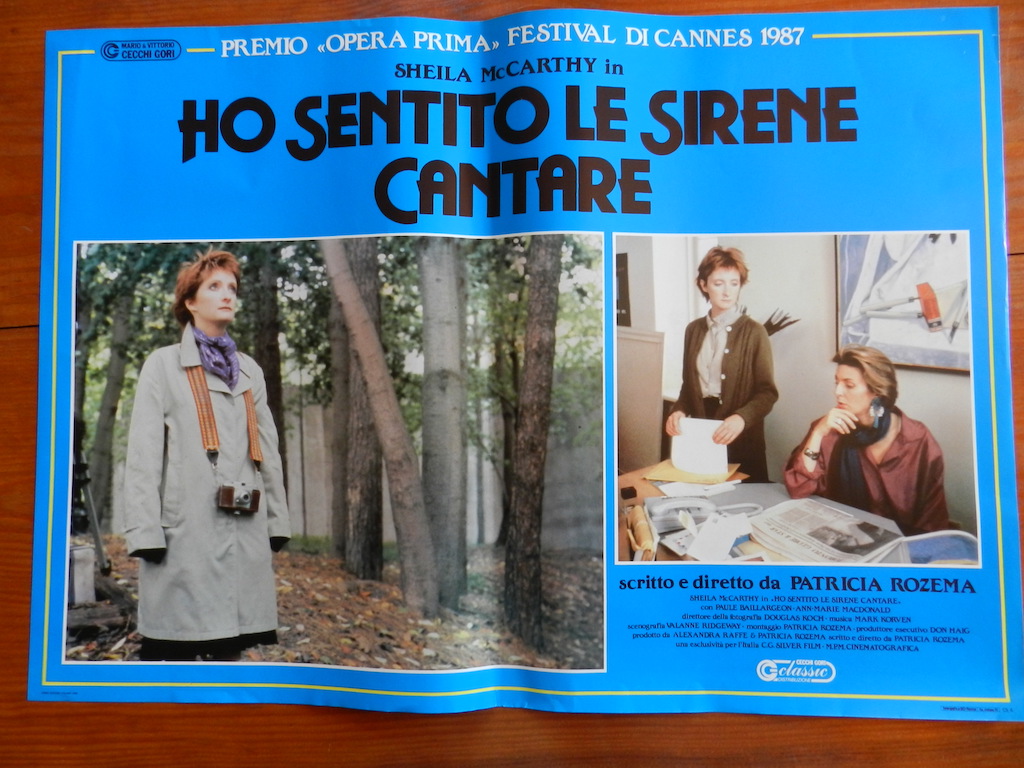 MARIO & VITTORIO
CECCHI GORI
PREMIO «OPERA PRIMA» FESTIVAL DI CANNES 1987
SHEILA McCARTHY in
HO SENTITO LE SIRENE
CANTARE
scritto e diretto da PATRICIA ROZEMA
SHEILA McCARTHY in «HO SENTITO LE SIRENE CANTARE»
con PAULE BAILLARGEON · ANN-MARIE MACDONALD
direttore della fotografia DOUGLAS KOCH · musica MARK KORVEN
scenografia VALANNE RIDGEWAY · montaggio PATRICIA ROZEMA · produttore esecutivo DON HAIG
prodotto da ALEXANDRA RAFFE & PATRICIA ROZEMA scritto e diretto da PATRICIA ROZEMA
una esclusività per l'Italia C.G. SILVER FILM · M.P.M. CINEMATOGRAFICA
CECCHI GORI
classic
DISTRIBUZIONE